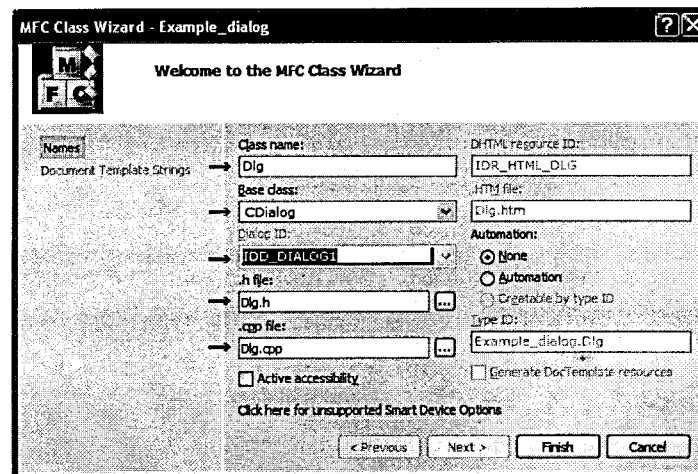 MFC Class Wizard - Example_dialog
M
F C
Welcome to the MFC Class Wizard
Names
Document Template Strings
Class name:
Dlg
Base class:
CDialog
Dialog ID:
IDD_DIALOG1
.h file:
Dlg.h
...
.cpp file:
Dlg.cpp
...
Active accessibility
DHTML resource ID:
IDR_HTML_DLG
.HTM file:
Dlg.htm
Automation:
None
Automation
Creatable by type ID
Type ID:
Example_dialog.Dlg
Generate DocTemplate resources
Click here for unsupported Smart Device Options
< Previous
Next >
Finish
Cancel